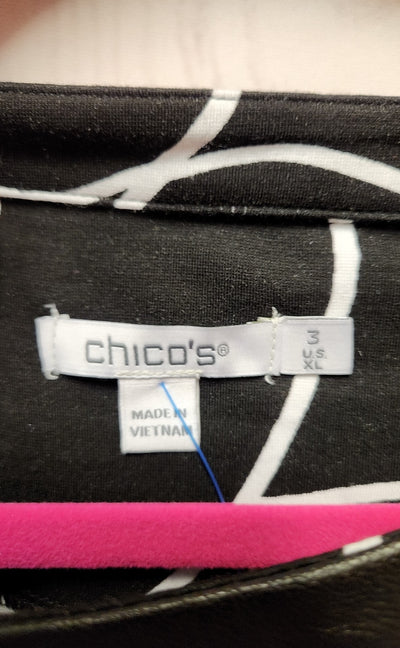 chico's®
3
U.S.
XL
MADE IN
VIETNAM